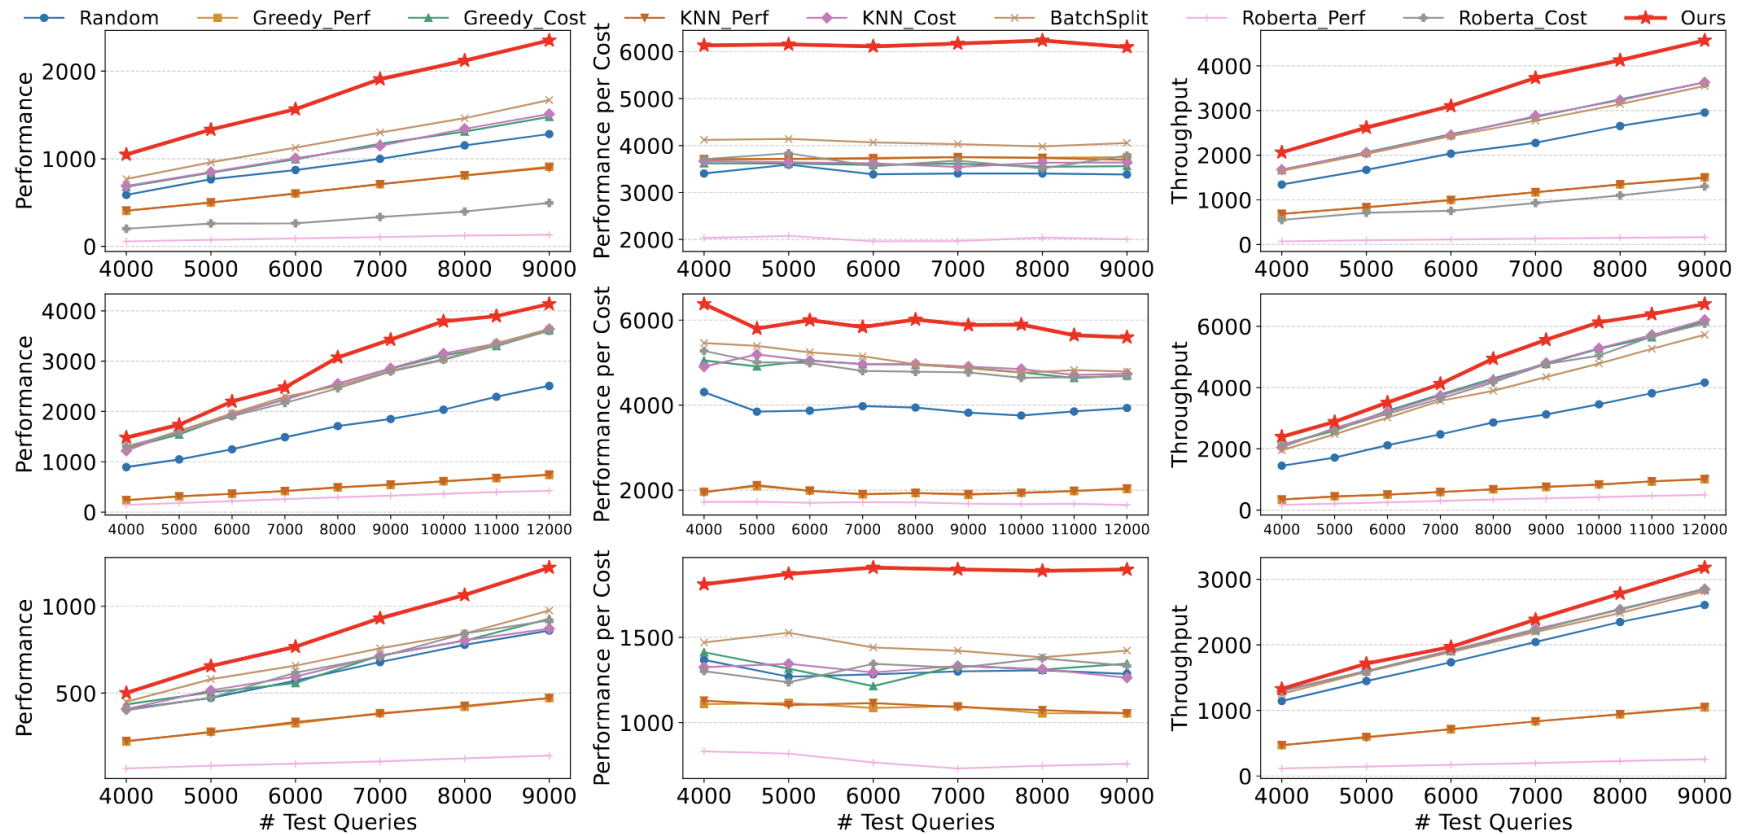 Random Greedy_Perf Greedy_Cost KNN_Perf KNN_Cost BatchSplit Roberta_Perf Roberta_Cost Ours
Performance
2000
1000
0
4000 5000 6000 7000 8000 9000
Performance per Cost
6000
5000
4000
3000
2000
4000 5000 6000 7000 8000 9000
Throughput
4000
3000
2000
1000
0
4000 5000 6000 7000 8000 9000
Performance
4000
3000
2000
1000
0
4000 5000 6000 7000 8000 9000 10000 11000 12000
Performance per Cost
6000
4000
2000
4000 5000 6000 7000 8000 9000 10000 11000 12000
Throughput
6000
4000
2000
0
4000 5000 6000 7000 8000 9000 10000 11000 12000
Performance
1000
500
4000 5000 6000 7000 8000 9000
# Test Queries
Performance per Cost
1500
1000
4000 5000 6000 7000 8000 9000
# Test Queries
Throughput
3000
2000
1000
0
4000 5000 6000 7000 8000 9000
# Test Queries